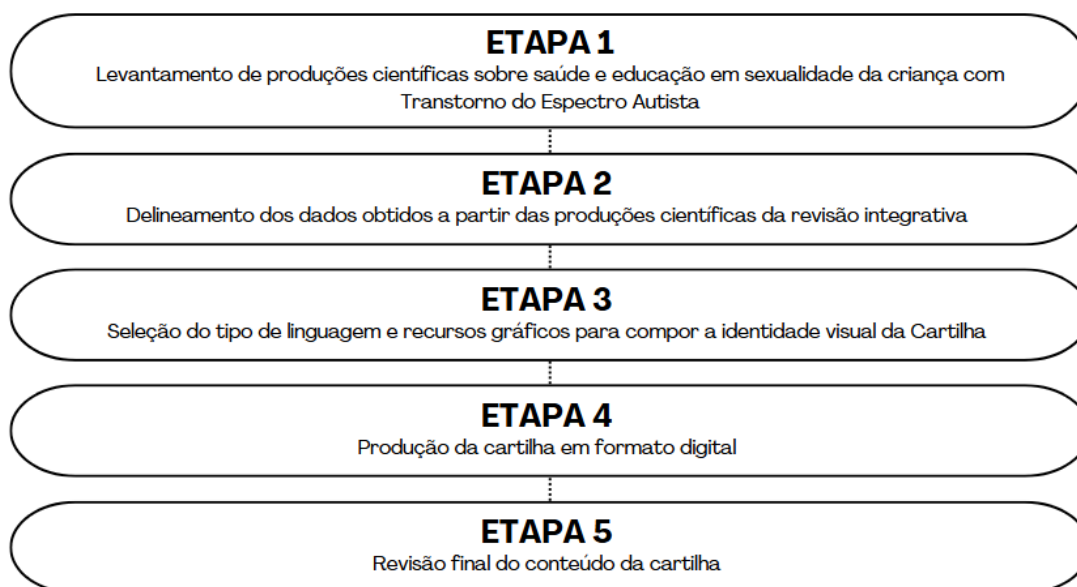 ETAPA 1
Levantamento de produções científicas sobre saúde e educação em sexualidade da criança com
Transtorno do Espectro Autista
ETAPA 2
Delineamento dos dados obtidos a partir das produções científicas da revisão integrativa
ETAPA 3
Seleção do tipo de linguagem e recursos gráficos para compor a identidade visual da Cartilha
ETAPA 4
Produção da cartilha em formato digital
ETAPA 5
Revisão final do conteúdo da cartilha